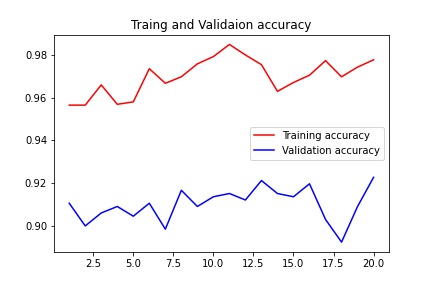 Traing and Validaion accuracy
0.98
0.96
0.94
0.92
0.90
Training accuracy
Validation accuracy
2.5 5.0 7.5 10.0 12.5 15.0 17.5 20.0